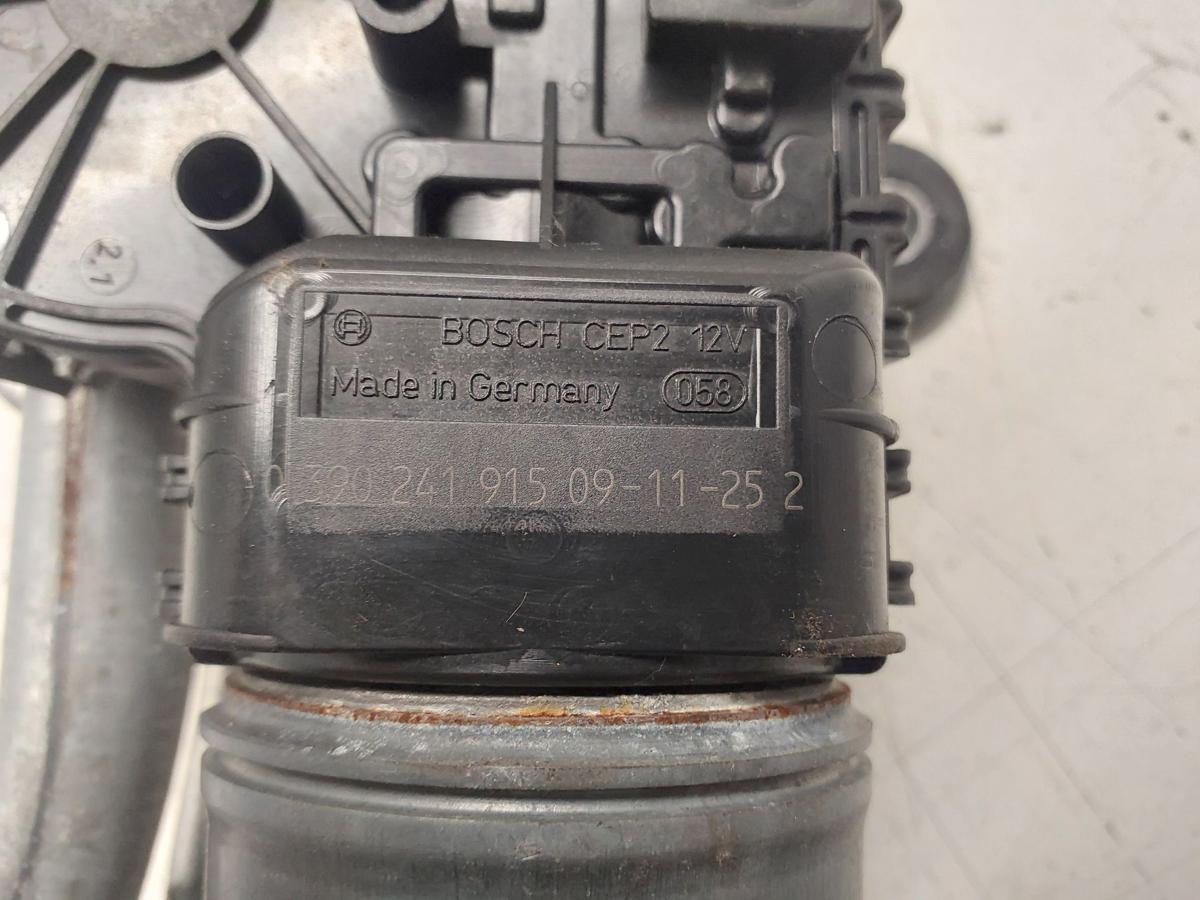 2.1
BOSCH CEP2 12V
Made in Germany 058
0 390 241 915 09-11-25 2